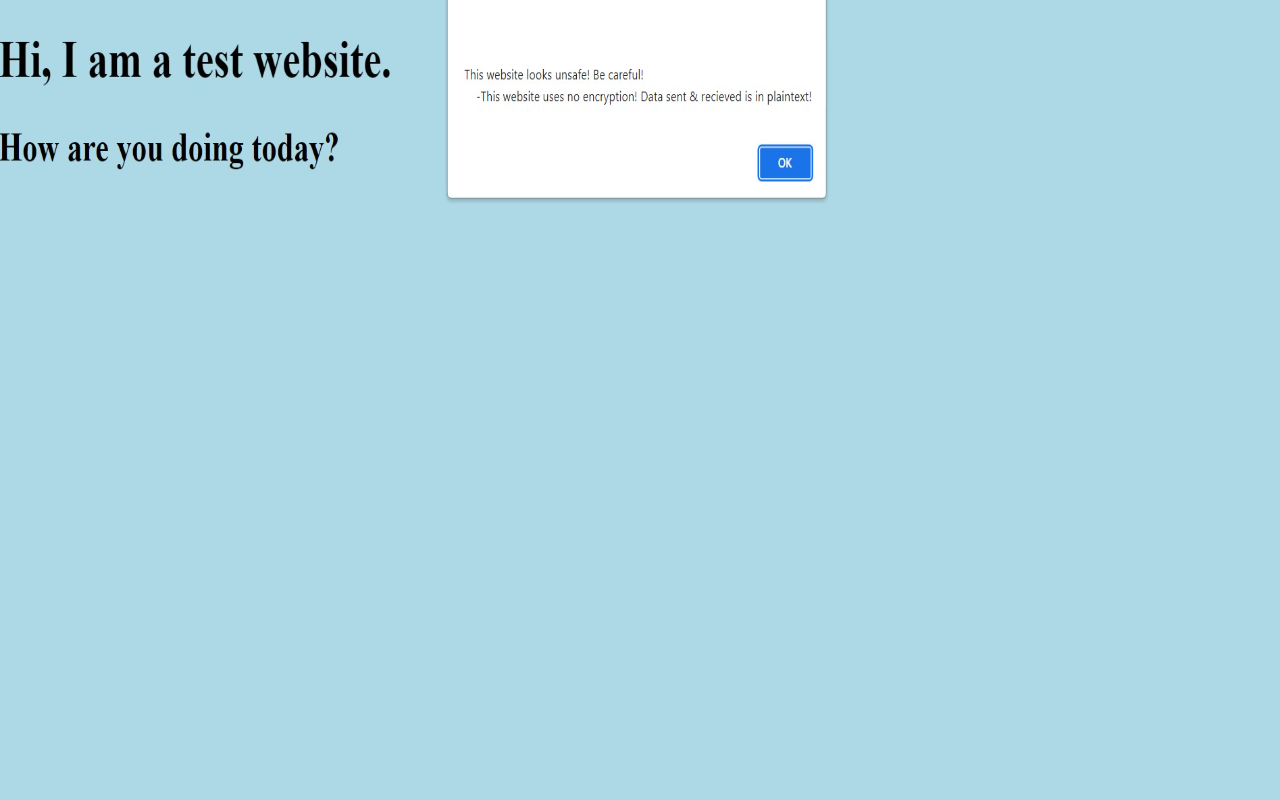 Hi, I am a test website.
How are you doing today?
This website looks unsafe! Be careful!
-This website uses no encryption! Data sent & recieved is in plaintext!
OK